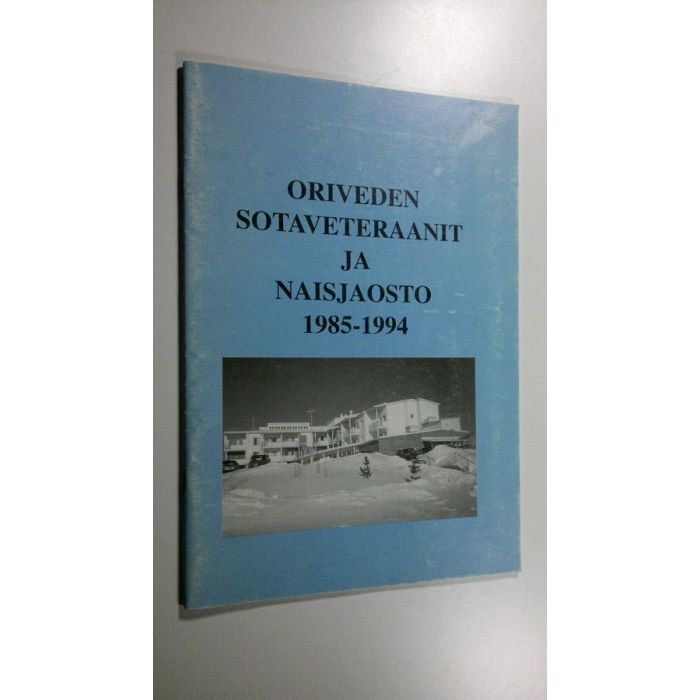 ORIVEDEN
SOTAVETERAANIT
JA
NAISJAOSTO
1985-1994